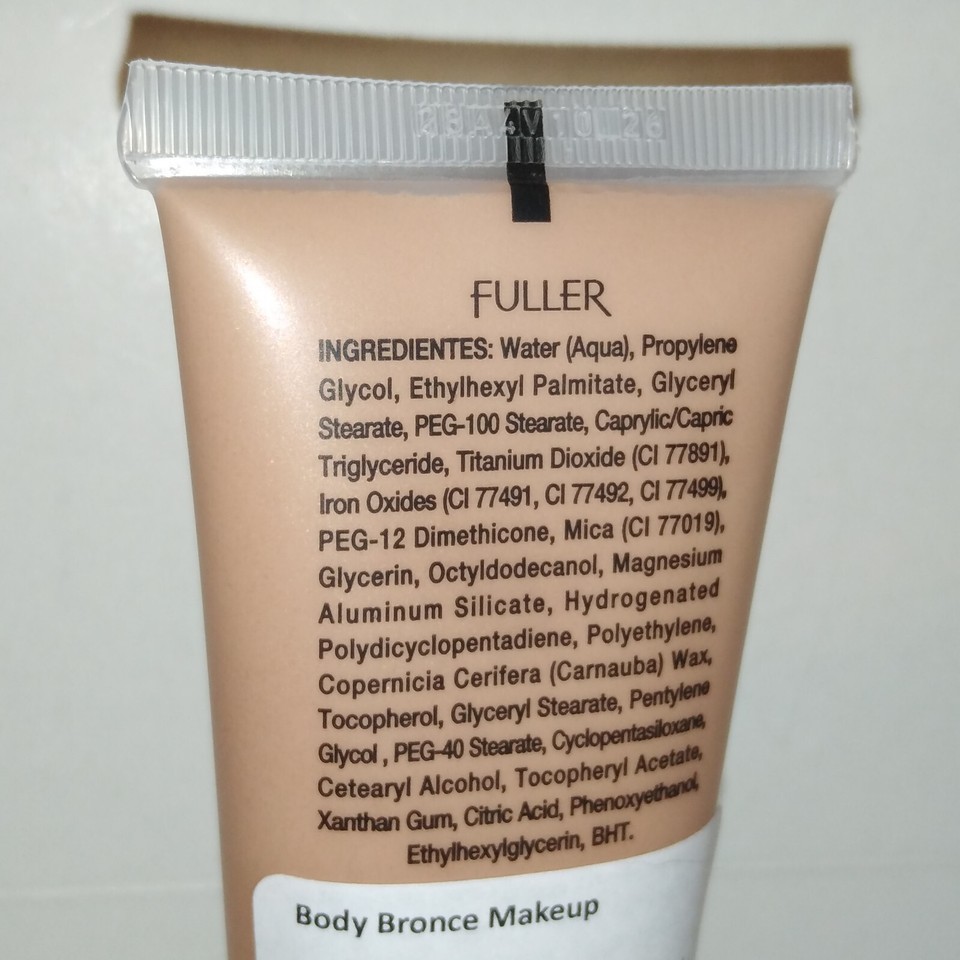 28A4V10 26
FULLER
INGREDIENTES: Water (Aqua), Propylene
Glycol, Ethylhexyl Palmitate, Glyceryl
Stearate, PEG-100 Stearate, Caprylic/Capric
Triglyceride, Titanium Dioxide (CI 77891),
Iron Oxides (CI 77491, CI 77492, CI 77499),
PEG-12 Dimethicone, Mica (CI 77019),
Glycerin, Octyldodecanol, Magnesium
Aluminum Silicate, Hydrogenated
Polydicyclopentadiene, Polyethylene,
Copernicia Cerifera (Carnauba) Wax,
Tocopherol, Glyceryl Stearate, Pentylene
Glycol , PEG-40 Stearate, Cyclopentasiloxane,
Cetearyl Alcohol, Tocopheryl Acetate,
Xanthan Gum, Citric Acid, Phenoxyethanol,
Ethylhexylglycerin, BHT.
Body Bronce Makeup